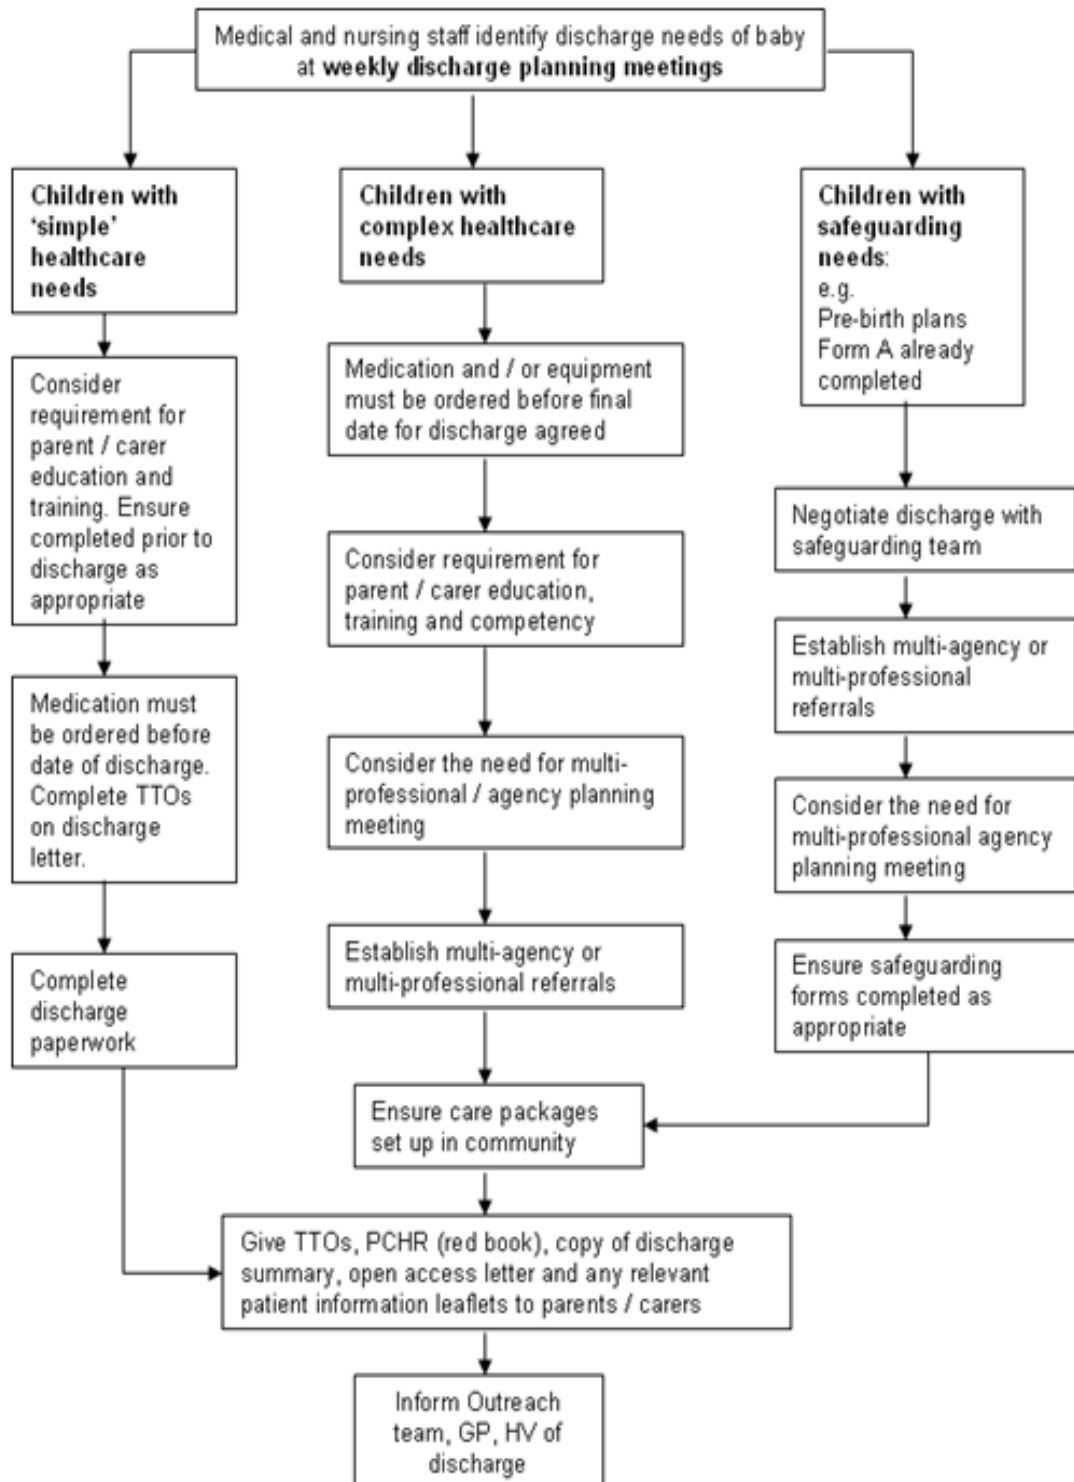 Medical and nursing staff identify discharge needs of baby
at weekly discharge planning meetings
Children with
‘simple’
healthcare
needs
Consider
requirement for
parent / carer
education and
training. Ensure
completed prior to
discharge as
appropriate
Medication must
be ordered before
date of discharge.
Complete TTOs
on discharge
letter.
Complete
discharge
paperwork
Children with
complex healthcare
needs
Medication and / or equipment
must be ordered before final
date for discharge agreed
Consider requirement for
parent / carer education,
training and competency
Consider the need for multi-
professional / agency planning
meeting
Establish multi-agency or
multi-professional referrals
Children with
safeguarding
needs:
e.g.
Pre-birth plans
Form A already
completed
Negotiate discharge with
safeguarding team
Establish multi-agency or
multi-professional
referrals
Consider the need for
multi-professional agency
planning meeting
Ensure safeguarding
forms completed as
appropriate
Ensure care packages
set up in community
Give TTOs, PCHR (red book), copy of discharge
summary, open access letter and any relevant
patient information leaflets to parents / carers
Inform Outreach
team, GP, HV of
discharge